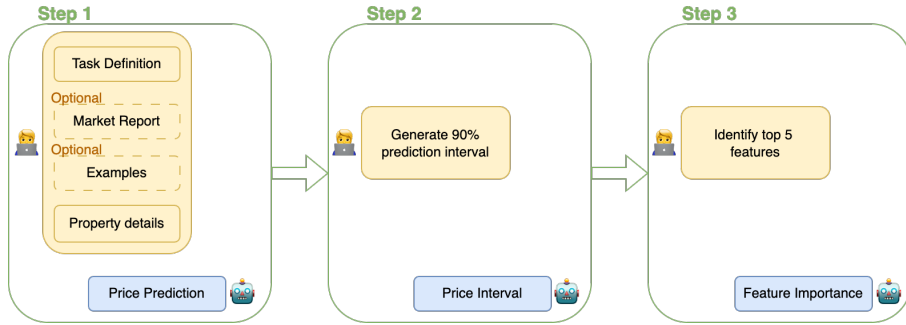 Step 1
Task Definition
Optional
Market Report
Optional
Examples
Property details
Price Prediction
Step 2
Generate 90%
prediction interval
Price Interval
Step 3
Identify top 5
features
Feature Importance